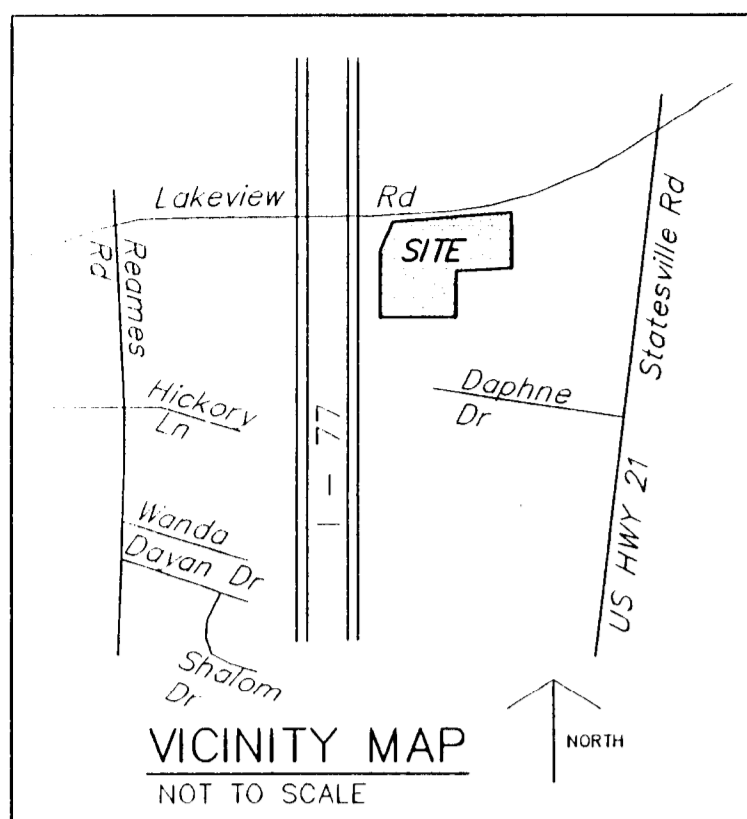 Lakeview Rd
SITE
Reames
Rd
Statesville Rd
Hickory
Ln
Daphne
Dr
I - 77
US HWY 21
Wanda
Davan Dr
Shalom
Dr
VICINITY MAP
NORTH
NOT TO SCALE